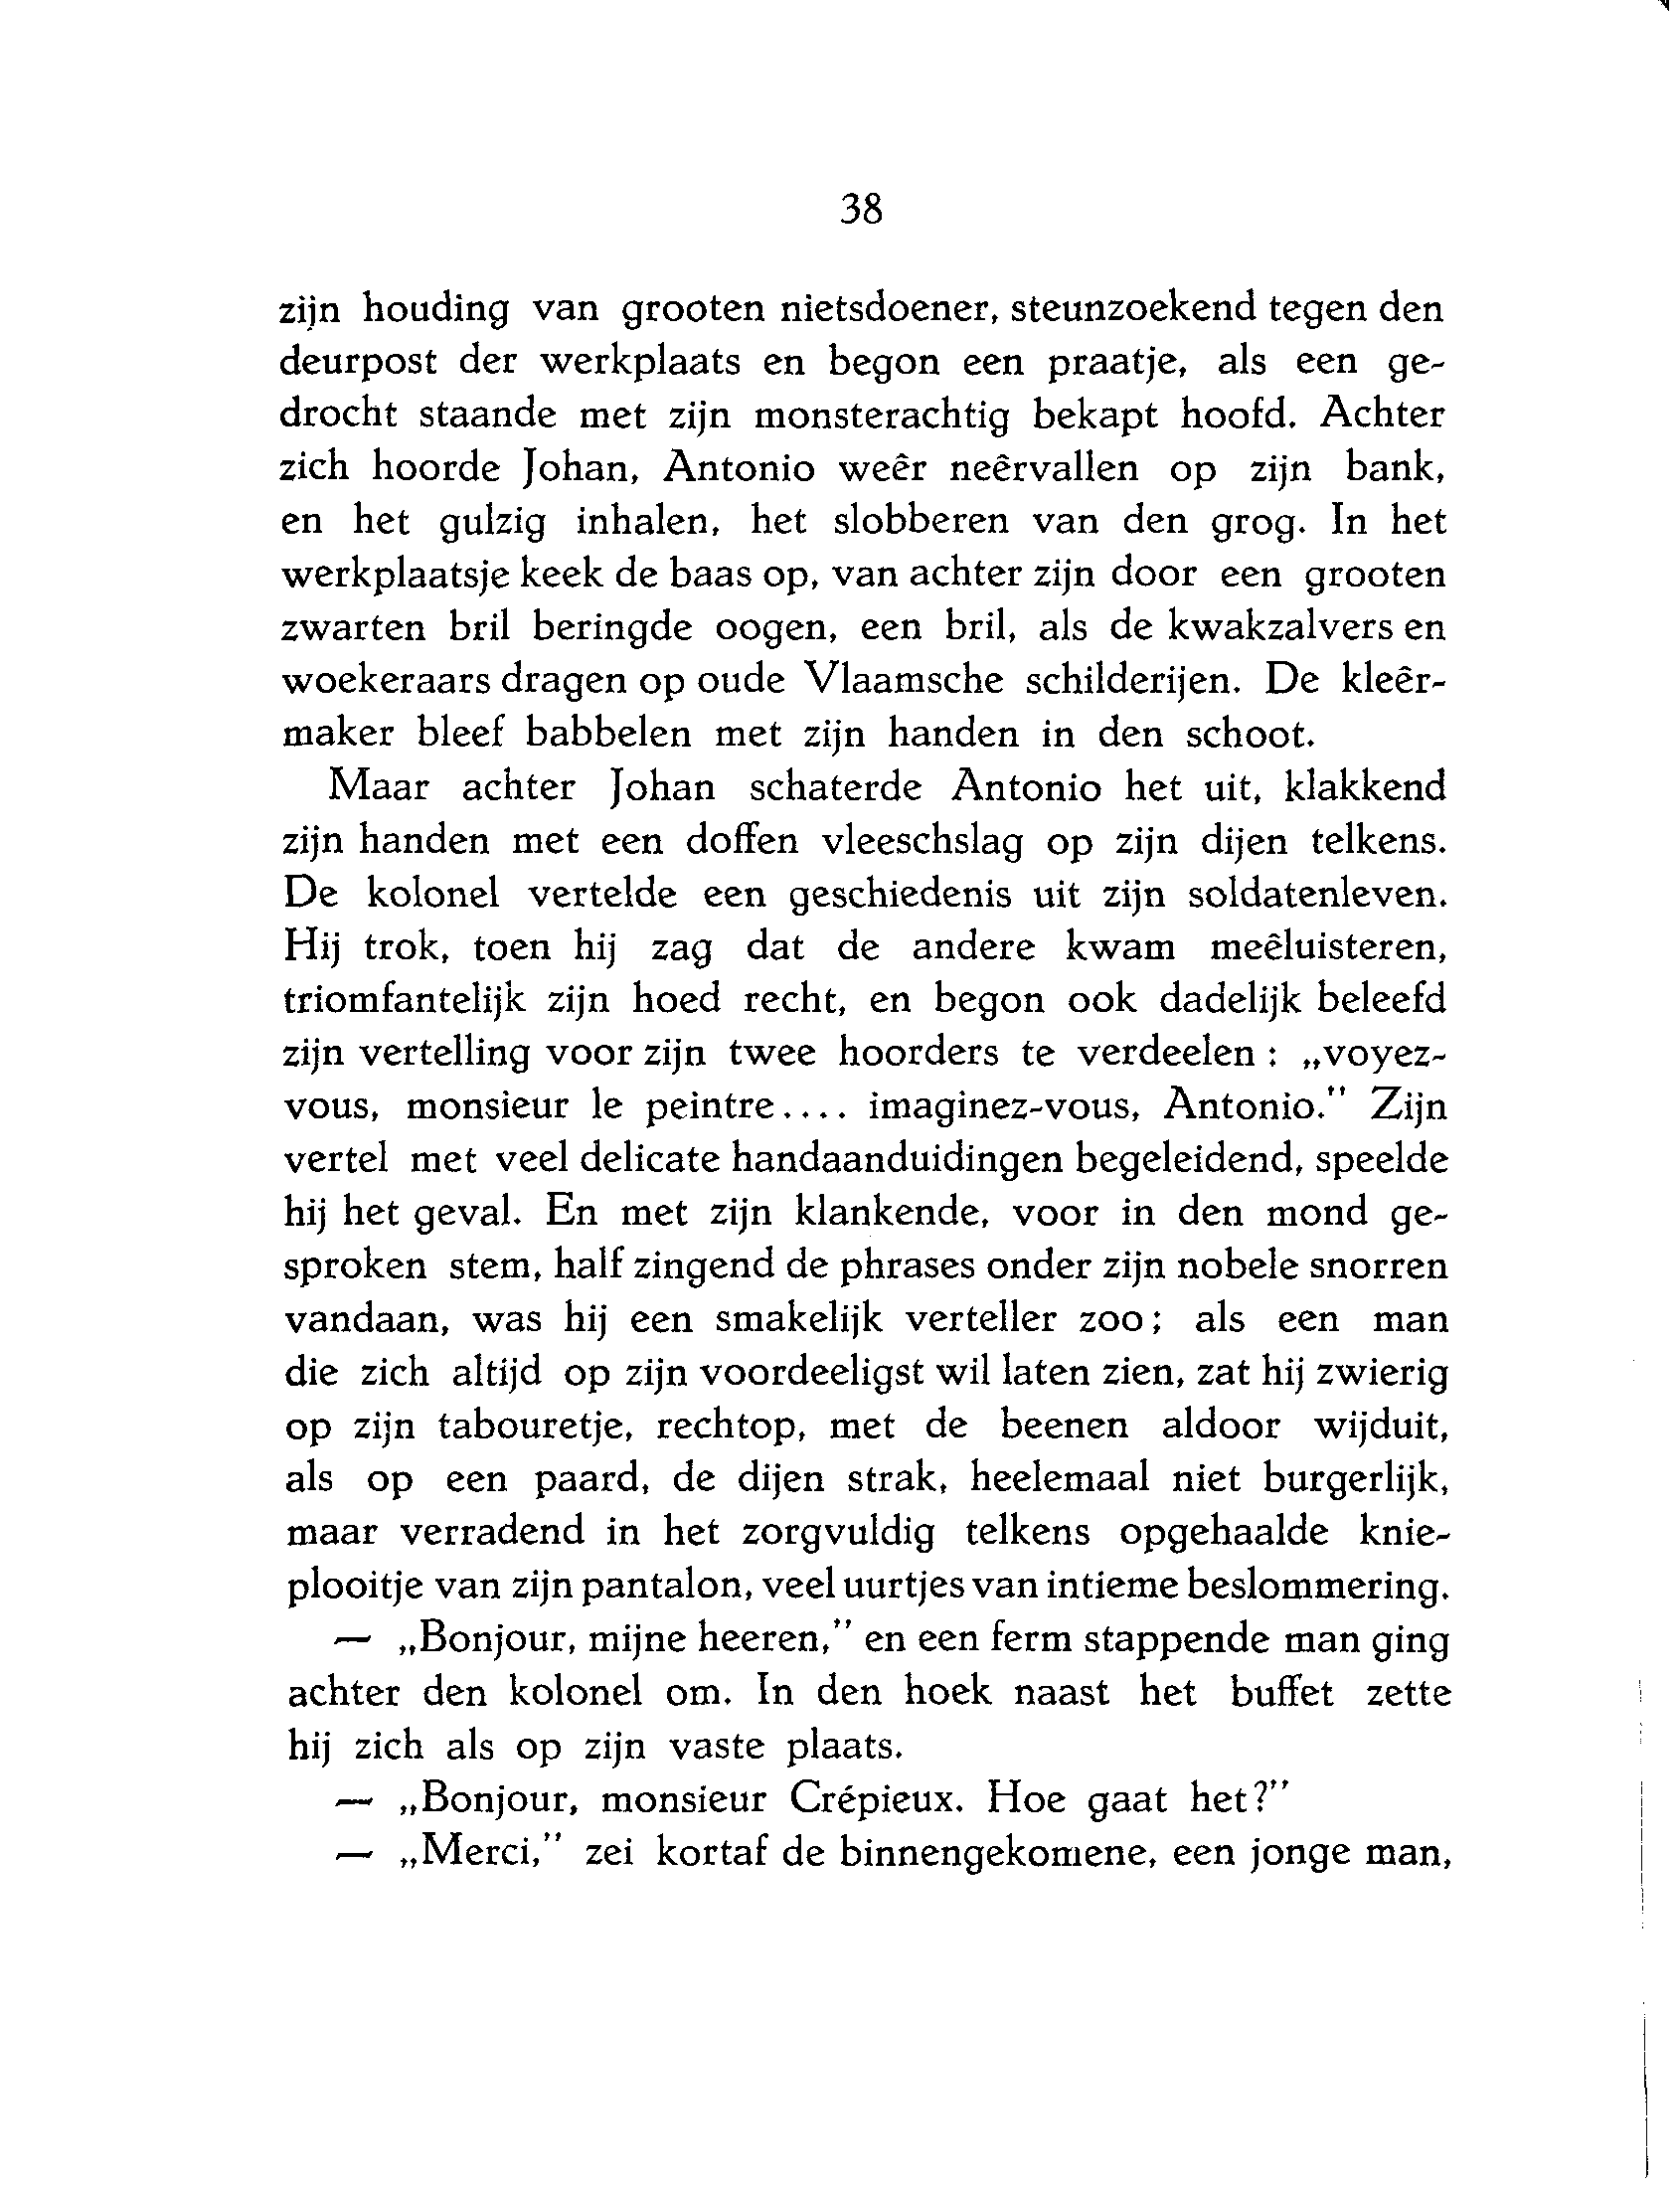 38
zijn houding van grooten nietsdoener, steunzoekend tegen den
deurpost der werkplaats en begon een praatje, als een ge-
drocht staande met zijn monsterachtig bekapt hoofd. Achter
zich hoorde Johan, Antonio weêr neêrvallen op zijn bank,
en het gulzig inhalen, het slobberen van den grog. In het
werkplaatsje keek de baas op, van achter zijn door een grooten
zwarten bril beringde oogen, een bril, als de kwakzalvers en
woekeraars dragen op oude Vlaamsche schilderijen. De kleêr-
maker bleef babbelen met zijn handen in den schoot.
Maar achter Johan schaterde Antonio het uit, klakkend
zijn handen met een doffen vleeschslag op zijn dijen telkens.
De kolonel vertelde een geschiedenis uit zijn soldatenleven.
Hij trok, toen hij zag dat de andere kwam meêluisteren,
triomfantelijk zijn hoed recht, en begon ook dadelijk beleefd
zijn vertelling voor zijn twee hoorders te verdeelen : „voyez-
vous, monsieur le peintre.... imaginez-vous, Antonio.” Zijn
vertel met veel delicate handaanduidingen begeleidend, speelde
hij het geval. En met zijn klankende, voor in den mond ge-
sproken stem, half zingend de phrases onder zijn nobele snorren
vandaan, was hij een smakelijk verteller zoo; als een man
die zich altijd op zijn voordeeligst wil laten zien, zat hij zwierig
op zijn tabouretje, rechtop, met de beenen aldoor wijduit,
als op een paard, de dijen strak, heelemaal niet burgerlijk,
maar verradend in het zorgvuldig telkens opgehaalde knie-
plooitje van zijn pantalon, veel uurtjes van intieme beslommering.
— „Bonjour, mijne heeren,” en een ferm stappende man ging
achter den kolonel om. In den hoek naast het buffet zette
hij zich als op zijn vaste plaats.
— „Bonjour, monsieur Crépieux. Hoe gaat het?”
— „Merci,” zei kortaf de binnengekomene, een jonge man,